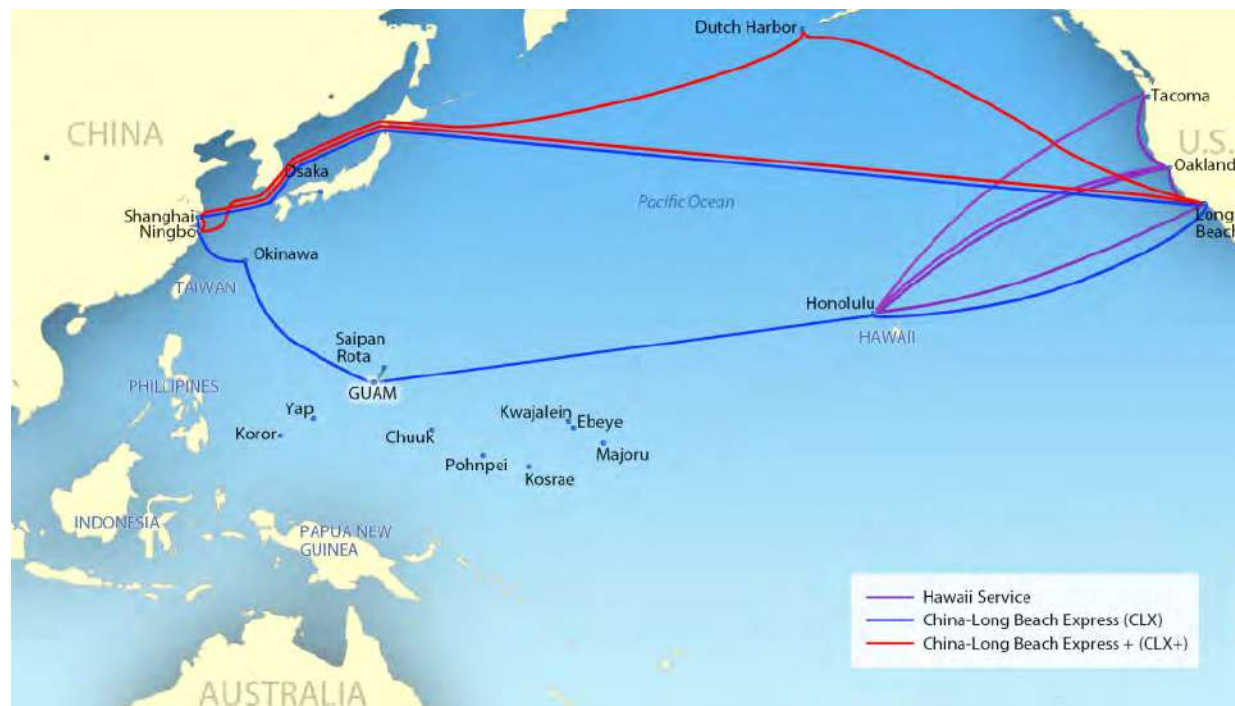 Dutch Harbor
Tacoma
CHINA
U.S.
Oakland
Osaka
Pacific Ocean
Shanghai
Ningbo
Long
Beach
Okinawa
TAIWAN
Honolulu
HAWAII
Saipan
Rota
GUAM
PHILLIPINES
Yap
Koror
Chuuk
Kwajalein
Ebeye
Majoru
Pohnpei
Kosrae
INDONESIA
PAPUA NEW
GUINEA
Hawaii Service
China-Long Beach Express (CLX)
China-Long Beach Express + (CLX+)
AUSTRALIA